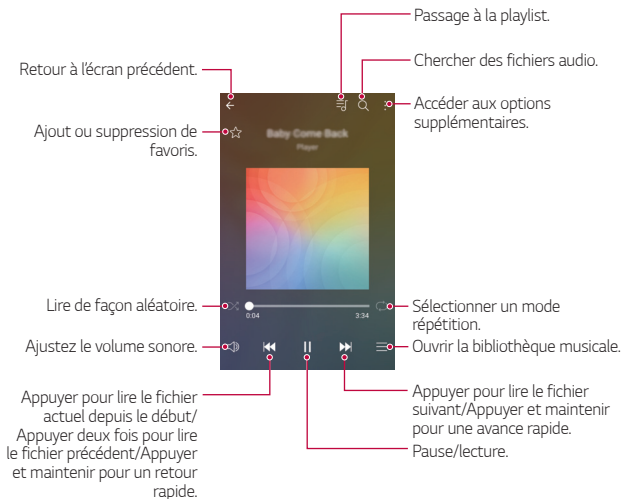 Passage à la playlist.
Chercher des fichiers audio.
Retour à l'écran précédent.
Accéder aux options
supplémentaires.
Ajout ou suppression de
favoris.
Baby Come Back
Player
Lire de façon aléatoire.
0:04
3:34
Sélectionner un mode
répétition.
Ajustez le volume sonore.
Ouvrir la bibliothèque musicale.
Appuyer pour lire le fichier
actuel depuis le début/
Appuyer deux fois pour lire
le fichier précédent/Appuyer
et maintenir pour un retour
rapide.
Appuyer pour lire le fichier
suivant/Appuyer et maintenir
pour une avance rapide.
Pause/lecture.